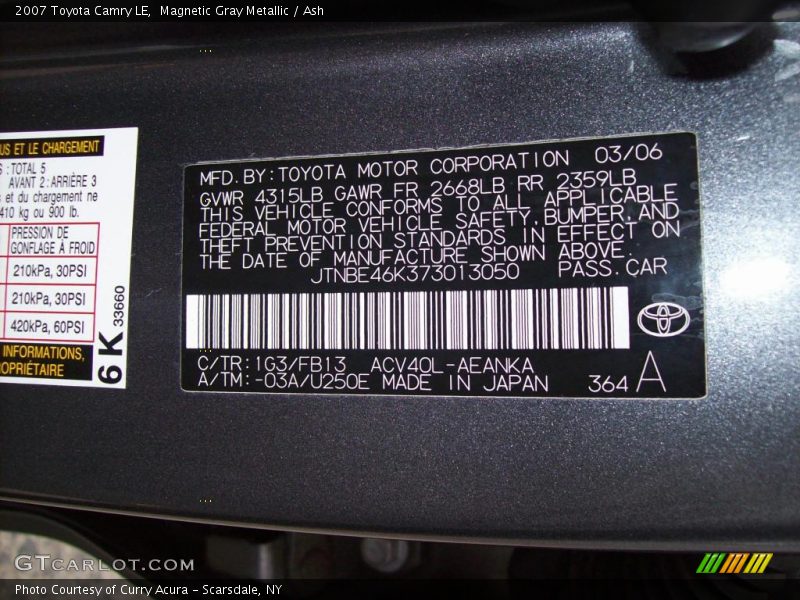 2007 Toyota Camry LE, Magnetic Gray Metallic / Ash
US ET LE CHARGEMENT
: TOTAL 5
AVANT 2 : ARRIÈRE 3
et du chargement ne
410 kg ou 900 lb.
PRESSION DE
GONFLAGE À FROID
210kPa, 30PSI
210kPa, 30PSI
420kPa, 60PSI
INFORMATIONS,
OPRIÉTAIRE
6K 33660
MFD. BY: TOYOTA MOTOR CORPORATION 03/06
GVWR 4315LB GAWR FR 2668LB RR 2359LB
THIS VEHICLE CONFORMS TO ALL APPLICABLE
FEDERAL MOTOR VEHICLE SAFETY, BUMPER, AND
THEFT PREVENTION STANDARDS IN EFFECT ON
THE DATE OF MANUFACTURE SHOWN ABOVE.
JTNBE46K373013050 PASS. CAR
C/TR: 1G3/FB13 ACV40L-AEANKA
A/TM: -03A/U250E MADE IN JAPAN 364 A
GTCARLOT.COM
Photo Courtesy of Curry Acura - Scarsdale, NY